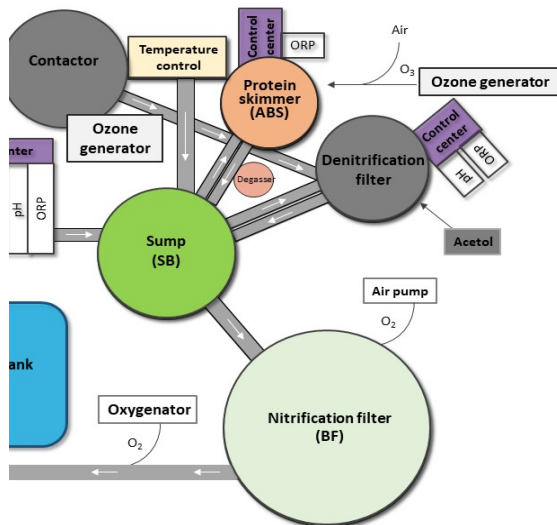 Contactor
Temperature
control
Control
center
ORP
Air
O3
Ozone generator
Protein
skimmer
(ABS)
Ozone
generator
Denitrification
filter
Control
center
pH
ORP
Degasser
enter
pH
ORP
Sump
(SB)
Acetol
Air pump
O2
ank
Oxygenator
O2
Nitrification filter
(BF)